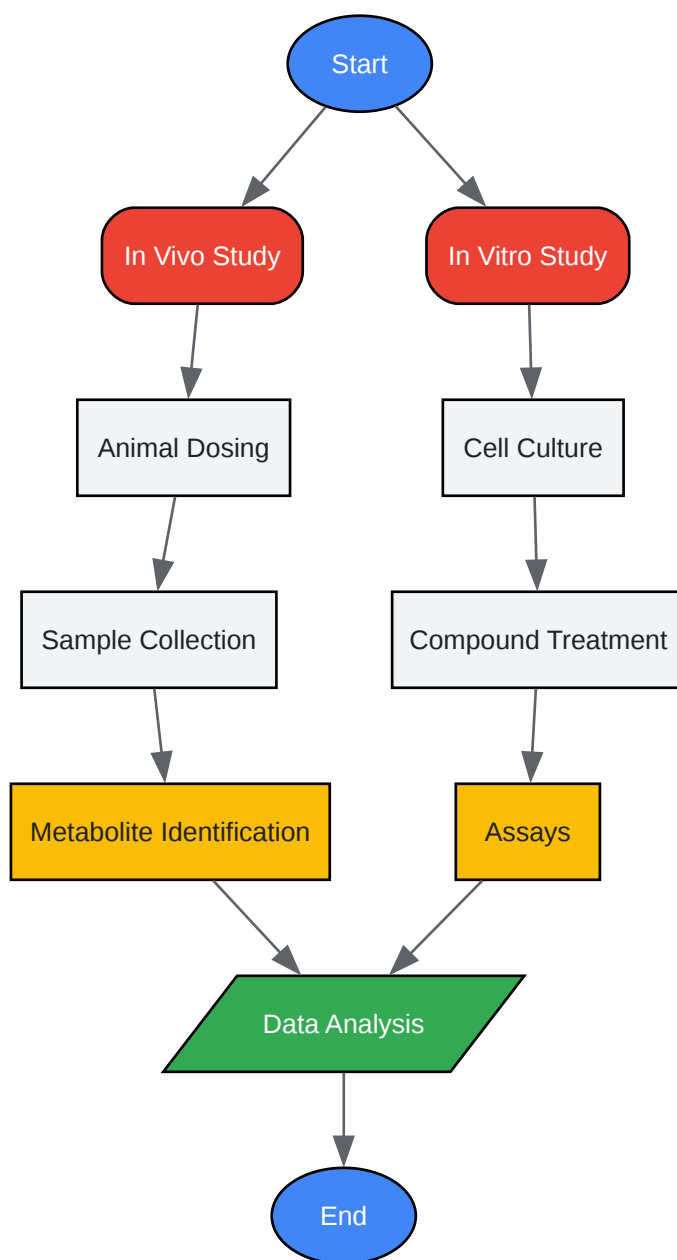 Start
In Vivo Study
In Vitro Study
Animal Dosing
Cell Culture
Sample Collection
Compound Treatment
Metabolite Identification
Assays
Data Analysis
End